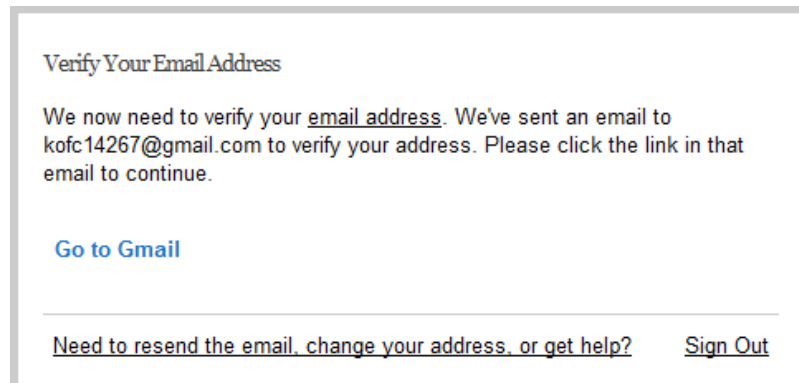 Verify Your Email Address
We now need to verify your email address. We've sent an email to
kofc14267@gmail.com to verify your address. Please click the link in that
email to continue.
Go to Gmail
Need to resend the email, change your address, or get help? Sign Out